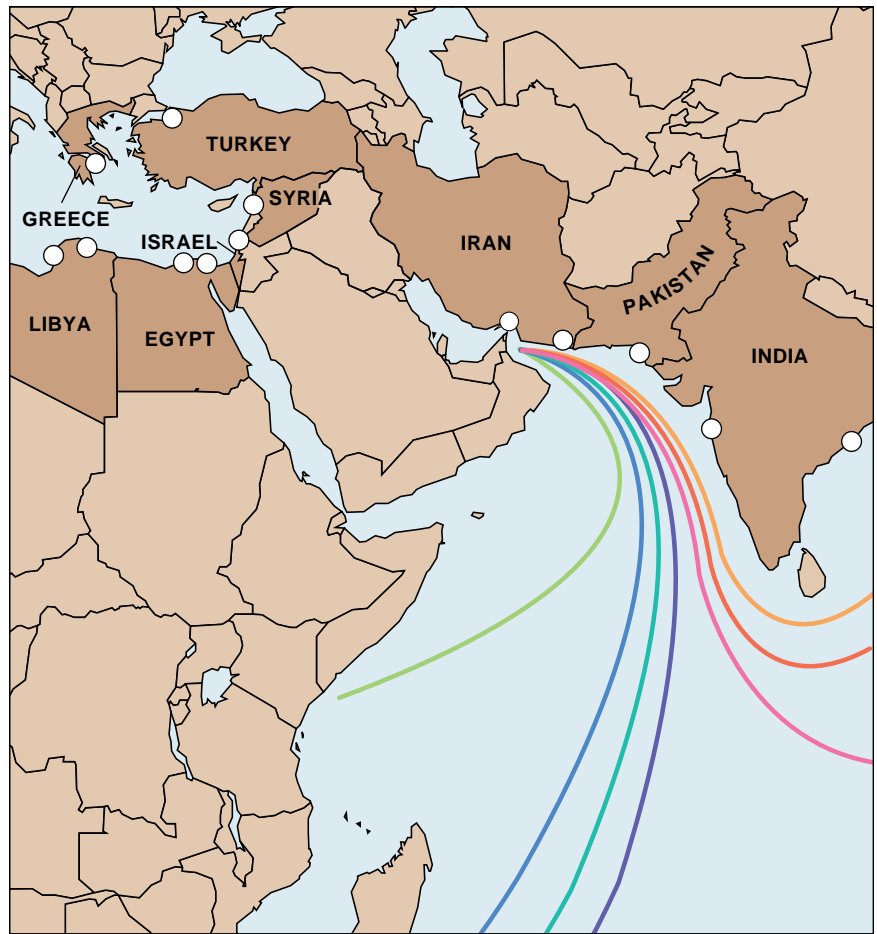 TURKEY
SYRIA
GREECE
ISRAEL
IRAN
PAKISTAN
LIBYA
EGYPT
INDIA